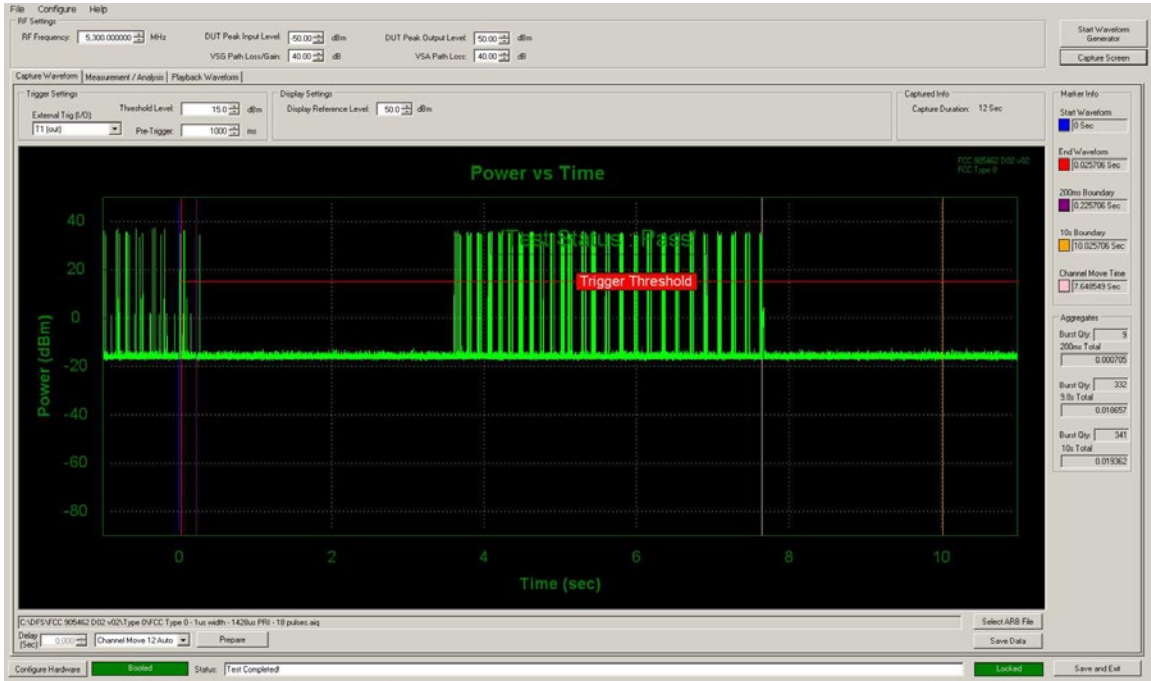 File Configure Help
RF Settings
RF Frequency: 5,300.000000 MHz DUT Peak Input Level: -50.00 dBm DUT Peak Output Level: 50.00 dBm
VSG Path Loss/Gain: 40.00 dB VSA Path Loss: 40.00 dB
Start Waveform Generator
Capture Screen
Capture Waveform Measurement / Analysis Playback Waveform
Trigger Settings
External Trig (I/O): Threshold Level: 15.0 dBm
T1 (out) Pre-Trigger: 1000 ms
Display Settings
Display Reference Level: 50.0 dBm
Captured Info
Capture Duration: 12 Sec
Marker Info
Start Waveform
0 Sec
End Waveform
0.025706 Sec
200ms Boundary
0.225706 Sec
10s Boundary
10.025706 Sec
Channel Move Time
7.648549 Sec
Aggregates
Burst Qty: 9
200ms Total
0.000705
Burst Qty: 332
9.8s Total
0.018657
Burst Qty: 341
10s Total
0.019362
Power vs Time
FCC 905462 D02 v02
FCC Type 0
Test Status : Pass
Trigger Threshold
Power (dBm)
40
20
0
-20
-40
-60
-80
0 2 4 6 8 10
Time (sec)
C:\DFS\FCC 905462 D02 v02\Type 0\FCC Type 0 - 1us width - 1428us PRI - 18 pulses.aiq
Select ARB File
Delay (Sec) 0.000 Channel Move 12 Auto Prepare
Save Data
Configure Hardware Booted Status: Test Completed! Locked Save and Exit